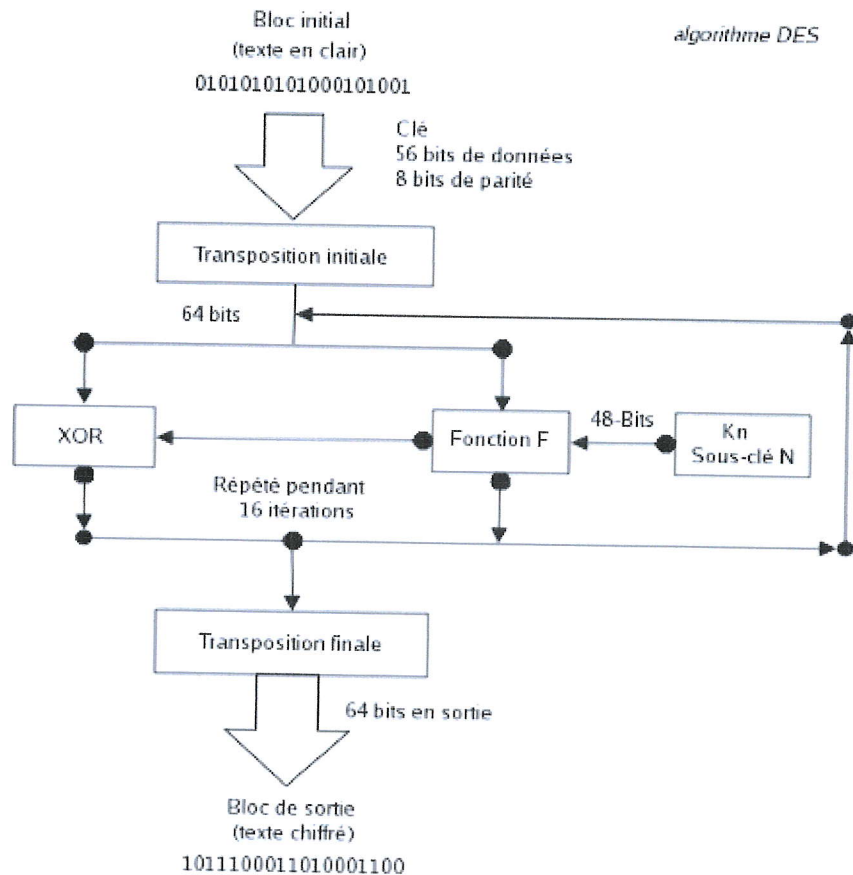 Bloc initial
algorithme DES
(texte en clair)
0101010101000101001
Clé
56 bits de données
8 bits de parité
Transposition initiale
64 bits
XOR
Fonction F
48-Bits
Kn
Sous-clé N
Répété pendant
16 itérations
Transposition finale
64 bits en sortie
Bloc de sortie
(texte chiffré)
1011100011010001100